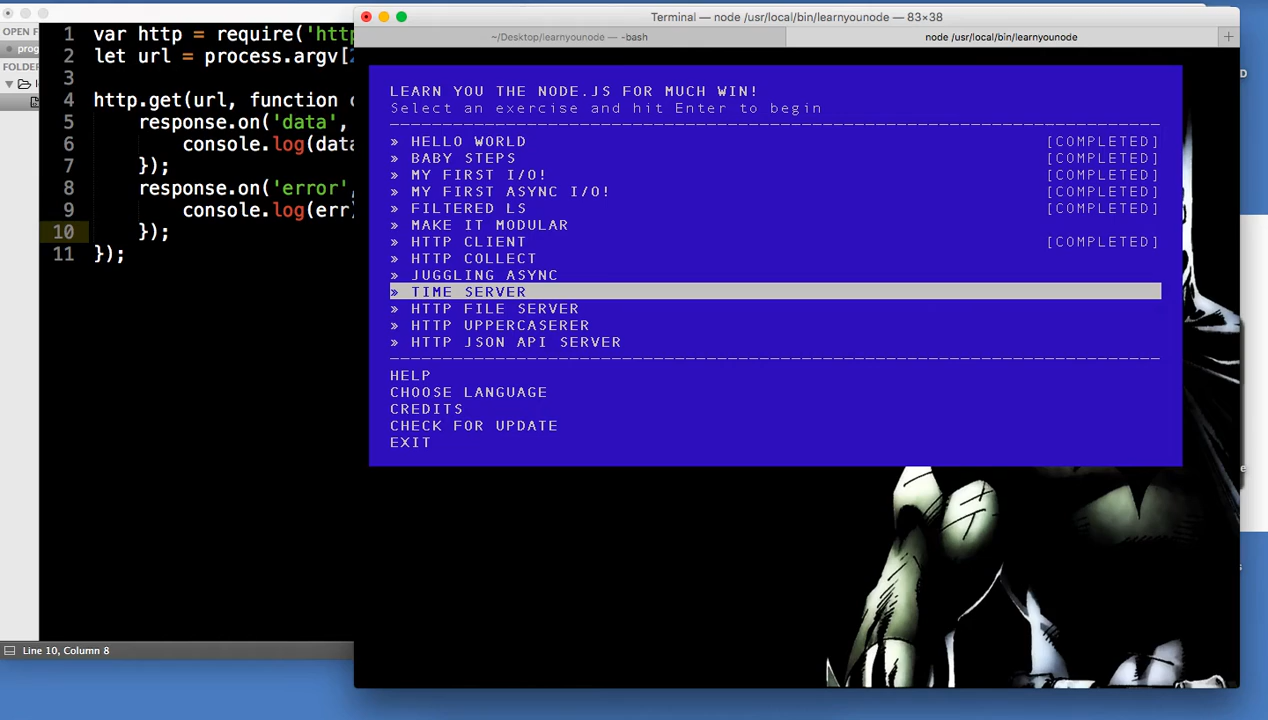 OPEN F
prog
FOLDER
1 var http = require('http
2 let url = process.argv[2
3
4 http.get(url, function c
5 response.on('data',
6 console.log(data
7 });
8 response.on('error',
9 console.log(err)
10 });
11 });
Line 10, Column 8
Terminal — node /usr/local/bin/learnyounode — 83×38
~/Desktop/learnyounode — -bash
node /usr/local/bin/learnyounode
LEARN YOU THE NODE.JS FOR MUCH WIN!
Select an exercise and hit Enter to begin
» HELLO WORLD [COMPLETED]
» BABY STEPS [COMPLETED]
» MY FIRST I/O! [COMPLETED]
» MY FIRST ASYNC I/O! [COMPLETED]
» FILTERED LS [COMPLETED]
» MAKE IT MODULAR
» HTTP CLIENT [COMPLETED]
» HTTP COLLECT
» JUGGLING ASYNC
» TIME SERVER
» HTTP FILE SERVER
» HTTP UPPERCASERER
» HTTP JSON API SERVER
HELP
CHOOSE LANGUAGE
CREDITS
CHECK FOR UPDATE
EXIT